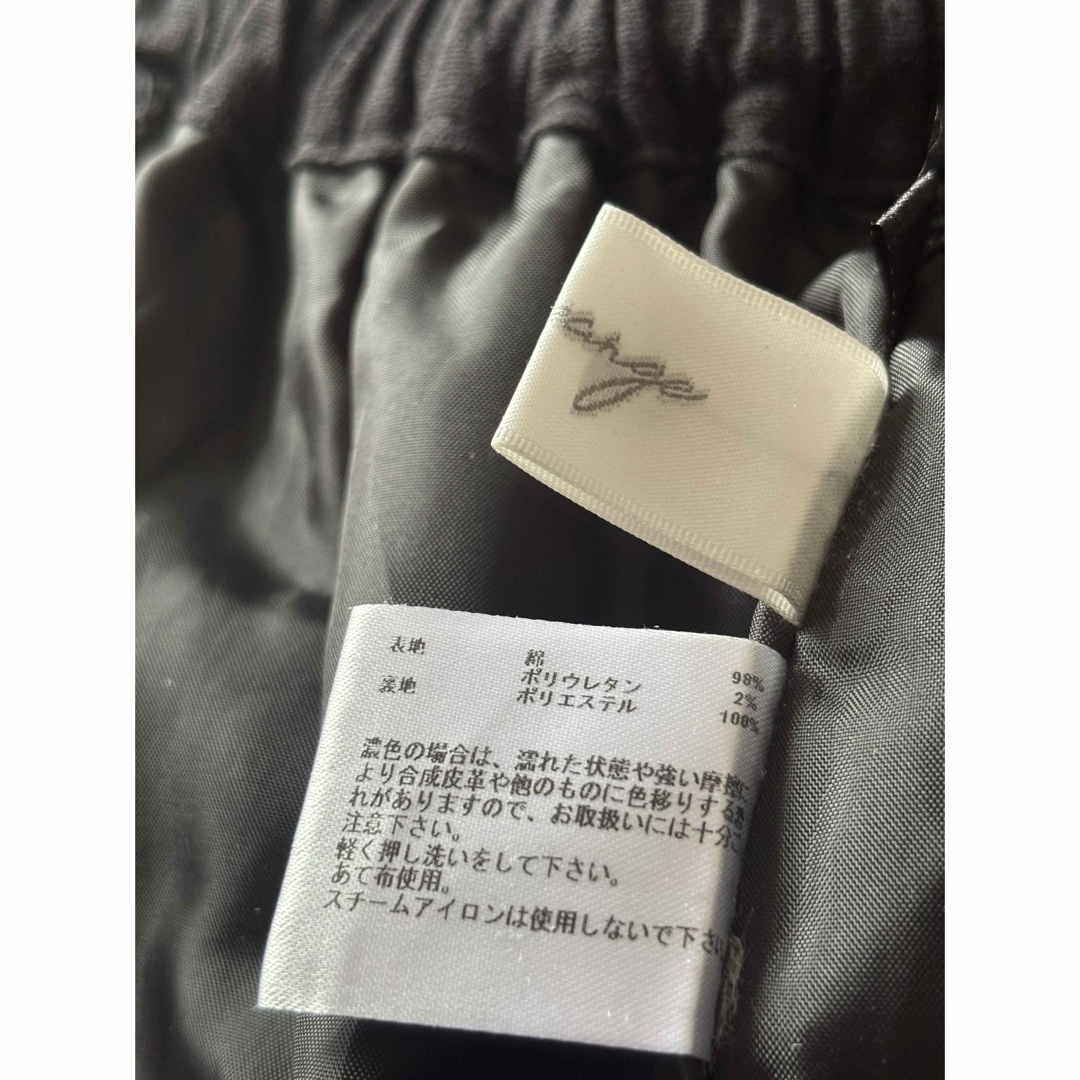 表地 綿 98%
ポリウレタン 2%
裏地 ポリエステル 100%
濃色の場合は、濡れた状態や強い摩擦に
より合成皮革や他のものに色移りする恐
れがありますので、お取扱いには十分ご
注意下さい。
軽く押し洗いをして下さい。
あて布使用。
スチームアイロンは使用しないで下さい